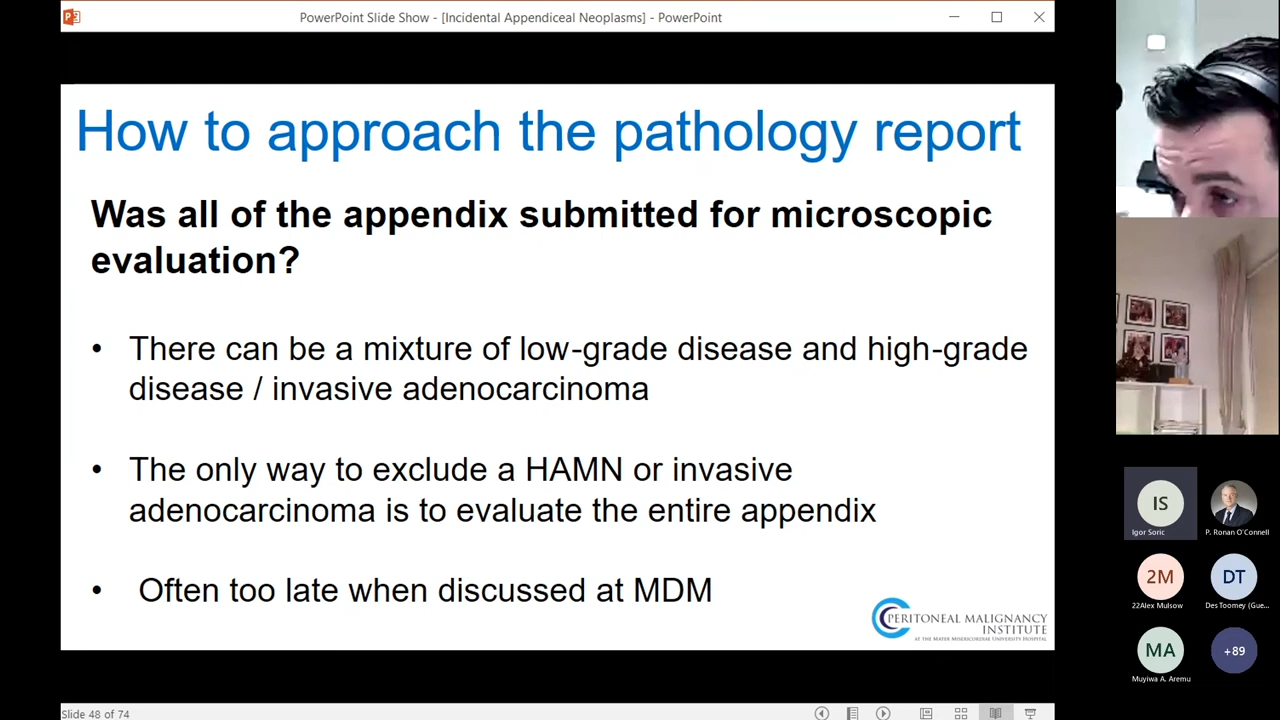 PowerPoint Slide Show - [Incidental Appendiceal Neoplasms] - PowerPoint
How to approach the pathology report
Was all of the appendix submitted for microscopic
evaluation?
• There can be a mixture of low-grade disease and high-grade
disease / invasive adenocarcinoma
• The only way to exclude a HAMN or invasive
adenocarcinoma is to evaluate the entire appendix
• Often too late when discussed at MDM
PERITONEAL MALIGNANCY
INSTITUTE
AT THE MATER MISERICORDIAE UNIVERSITY HOSPITAL
Slide 48 of 74
IS
Igor Soric
P. Ronan O'Connell
2M
22Alex Mulsow
DT
Des Toomey (Gue...
MA
Muyiwa A. Aremu
+89